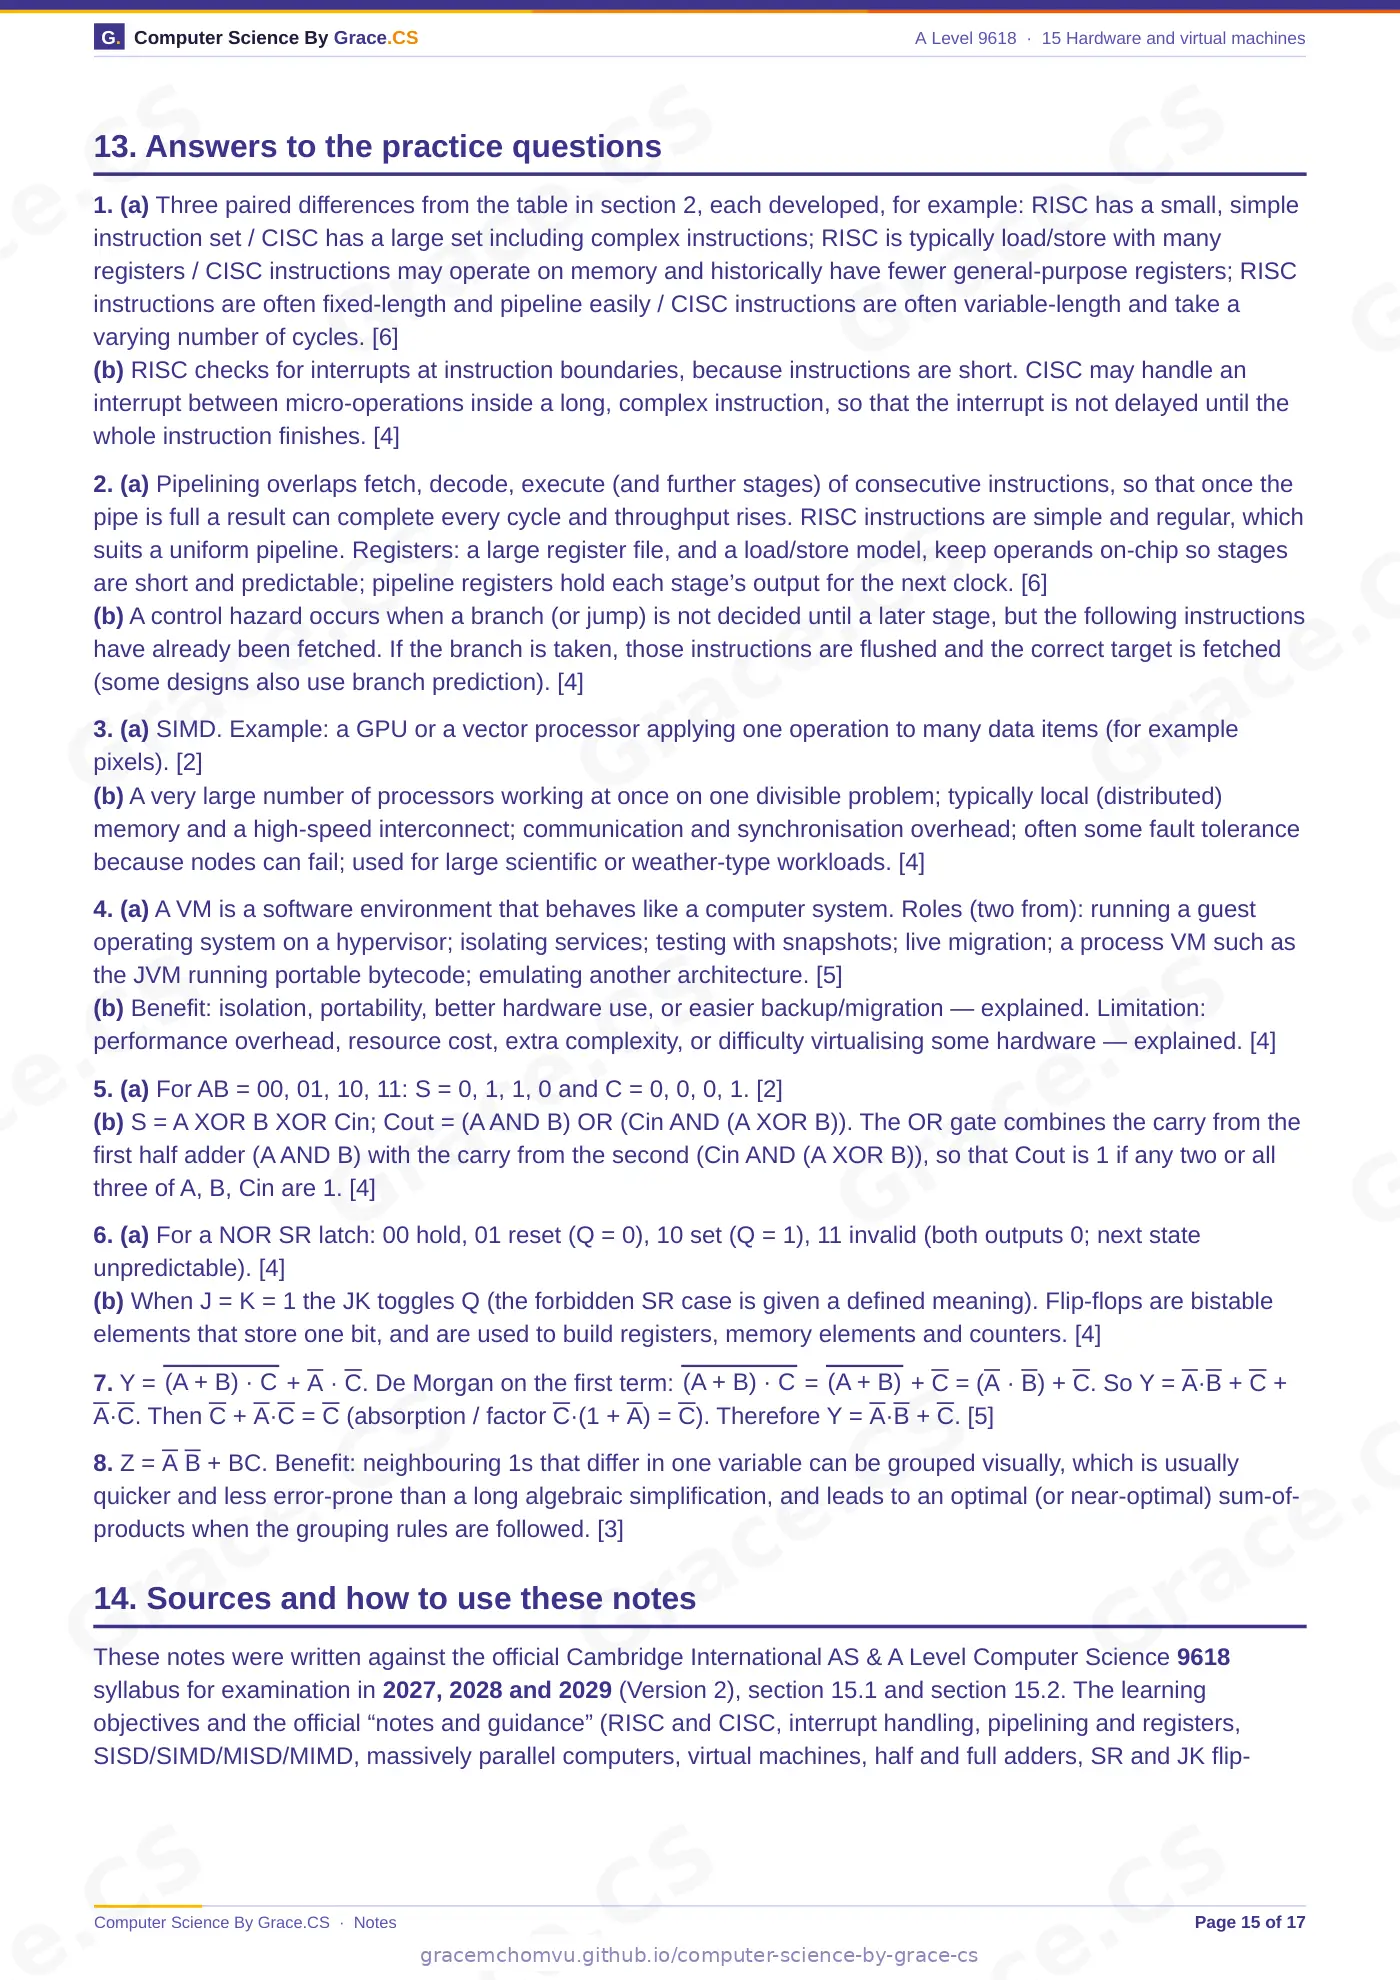 G. Computer Science By Grace.CS
A Level 9618 · 15 Hardware and virtual machines
13. Answers to the practice questions
1. (a) Three paired differences from the table in section 2, each developed, for example: RISC has a small, simple
instruction set / CISC has a large set including complex instructions; RISC is typically load/store with many
registers / CISC instructions may operate on memory and historically have fewer general-purpose registers; RISC
instructions are often fixed-length and pipeline easily / CISC instructions are often variable-length and take a
varying number of cycles. [6]
(b) RISC checks for interrupts at instruction boundaries, because instructions are short. CISC may handle an
interrupt between micro-operations inside a long, complex instruction, so that the interrupt is not delayed until the
whole instruction finishes. [4]
2. (a) Pipelining overlaps fetch, decode, execute (and further stages) of consecutive instructions, so that once the
pipe is full a result can complete every cycle and throughput rises. RISC instructions are simple and regular, which
suits a uniform pipeline. Registers: a large register file, and a load/store model, keep operands on-chip so stages
are short and predictable; pipeline registers hold each stage’s output for the next clock. [6]
(b) A control hazard occurs when a branch (or jump) is not decided until a later stage, but the following instructions
have already been fetched. If the branch is taken, those instructions are flushed and the correct target is fetched
(some designs also use branch prediction). [4]
3. (a) SIMD. Example: a GPU or a vector processor applying one operation to many data items (for example
pixels). [2]
(b) A very large number of processors working at once on one divisible problem; typically local (distributed)
memory and a high-speed interconnect; communication and synchronisation overhead; often some fault tolerance
because nodes can fail; used for large scientific or weather-type workloads. [4]
4. (a) A VM is a software environment that behaves like a computer system. Roles (two from): running a guest
operating system on a hypervisor; isolating services; testing with snapshots; live migration; a process VM such as
the JVM running portable bytecode; emulating another architecture. [5]
(b) Benefit: isolation, portability, better hardware use, or easier backup/migration — explained. Limitation:
performance overhead, resource cost, extra complexity, or difficulty virtualising some hardware — explained. [4]
5. (a) For AB = 00, 01, 10, 11: S = 0, 1, 1, 0 and C = 0, 0, 0, 1. [2]
(b) S = A XOR B XOR Cin; Cout = (A AND B) OR (Cin AND (A XOR B)). The OR gate combines the carry from the
first half adder (A AND B) with the carry from the second (Cin AND (A XOR B)), so that Cout is 1 if any two or all
three of A, B, Cin are 1. [4]
6. (a) For a NOR SR latch: 00 hold, 01 reset (Q = 0), 10 set (Q = 1), 11 invalid (both outputs 0; next state
unpredictable). [4]
(b) When J = K = 1 the JK toggles Q (the forbidden SR case is given a defined meaning). Flip-flops are bistable
elements that store one bit, and are used to build registers, memory elements and counters. [4]
7. Y = \overline{(A + B) · C} + A̅ · C̅. De Morgan on the first term: \overline{(A + B) · C} = \overline{(A + B)} + C̅ = (A̅ · B̅) + C̅. So Y = A̅·B̅ + C̅ +
A̅·C̅. Then C̅ + A̅·C̅ = C̅ (absorption / factor C̅·(1 + A̅) = C̅). Therefore Y = A̅·B̅ + C̅. [5]
8. Z = A̅ B̅ + BC. Benefit: neighbouring 1s that differ in one variable can be grouped visually, which is usually
quicker and less error-prone than a long algebraic simplification, and leads to an optimal (or near-optimal) sum-of-
products when the grouping rules are followed. [3]
14. Sources and how to use these notes
These notes were written against the official Cambridge International AS & A Level Computer Science 9618
syllabus for examination in 2027, 2028 and 2029 (Version 2), section 15.1 and section 15.2. The learning
objectives and the official “notes and guidance” (RISC and CISC, interrupt handling, pipelining and registers,
SISD/SIMD/MISD/MIMD, massively parallel computers, virtual machines, half and full adders, SR and JK flip-
Computer Science By Grace.CS · Notes
Page 15 of 17
gracemchomvu.github.io/computer-science-by-grace-cs